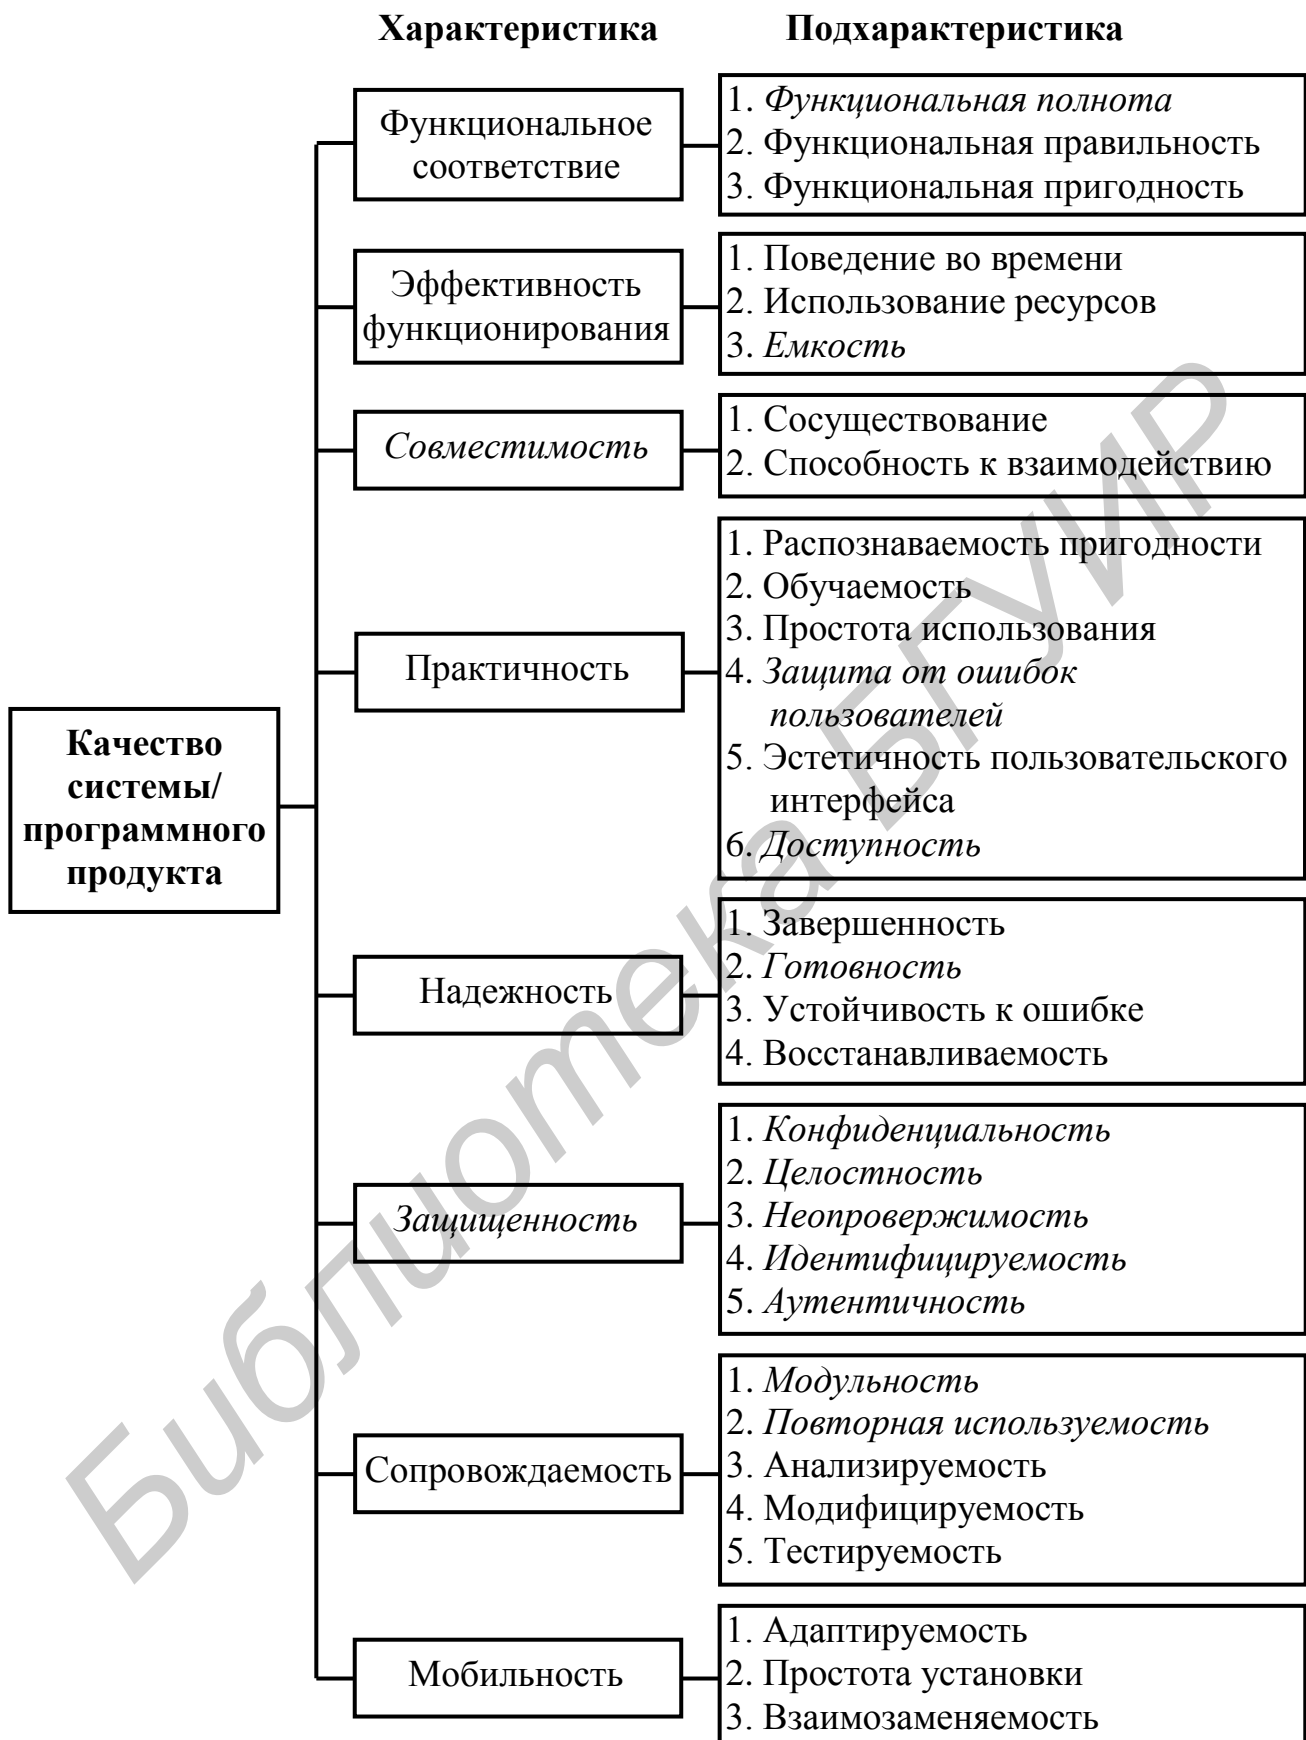 Характеристика Подхарактеристика
Функциональное
соответствие
1. Функциональная полнота
2. Функциональная правильность
3. Функциональная пригодность
Эффективность
функционирования
1. Поведение во времени
2. Использование ресурсов
3. Емкость
Совместимость
1. Сосуществование
2. Способность к взаимодействию
Практичность
1. Распознаваемость пригодности
2. Обучаемость
3. Простота использования
4. Защита от ошибок
пользователей
5. Эстетичность пользовательского
интерфейса
6. Доступность
Качество
системы/
программного
продукта
Надежность
1. Завершенность
2. Готовность
3. Устойчивость к ошибке
4. Восстанавливаемость
Защищенность
1. Конфиденциальность
2. Целостность
3. Неопровержимость
4. Идентифицируемость
5. Аутентичность
Сопровождаемость
1. Модульность
2. Повторная используемость
3. Анализируемость
4. Модифицируемость
5. Тестируемость
Мобильность
1. Адаптируемость
2. Простота установки
3. Взаимозаменяемость
Библиотека БГУИР